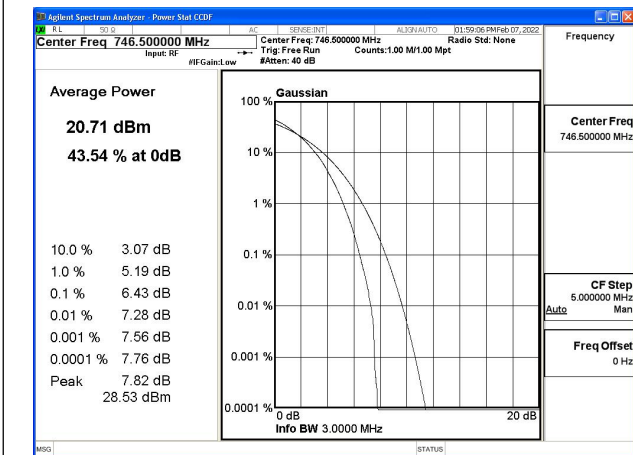 Agilent Spectrum Analyzer - Power Stat CCDF
RL 50 Ω AC SENSE:INT ALIGNAUTO 01:59:06 PM Feb 07, 2022
Center Freq 746.500000 MHz
Center Freq: 746.500000 MHz Radio Std: None
Input: RF
Trig: Free Run Counts:1.00 M/1.00 Mpt
#IFGain:Low #Atten: 40 dB
Frequency
Average Power
20.71 dBm
43.54 % at 0dB
10.0 % 3.07 dB
1.0 % 5.19 dB
0.1 % 6.43 dB
0.01 % 7.28 dB
0.001 % 7.56 dB
0.0001 % 7.76 dB
Peak 7.82 dB
28.53 dBm
Gaussian
100 %
10 %
1 %
0.1 %
0.01 %
0.001 %
0.0001 %
0 dB 20 dB
Info BW 3.0000 MHz
Center Freq
746.500000 MHz
CF Step
5.000000 MHz
Auto Man
Freq Offset
0 Hz
MSG STATUS